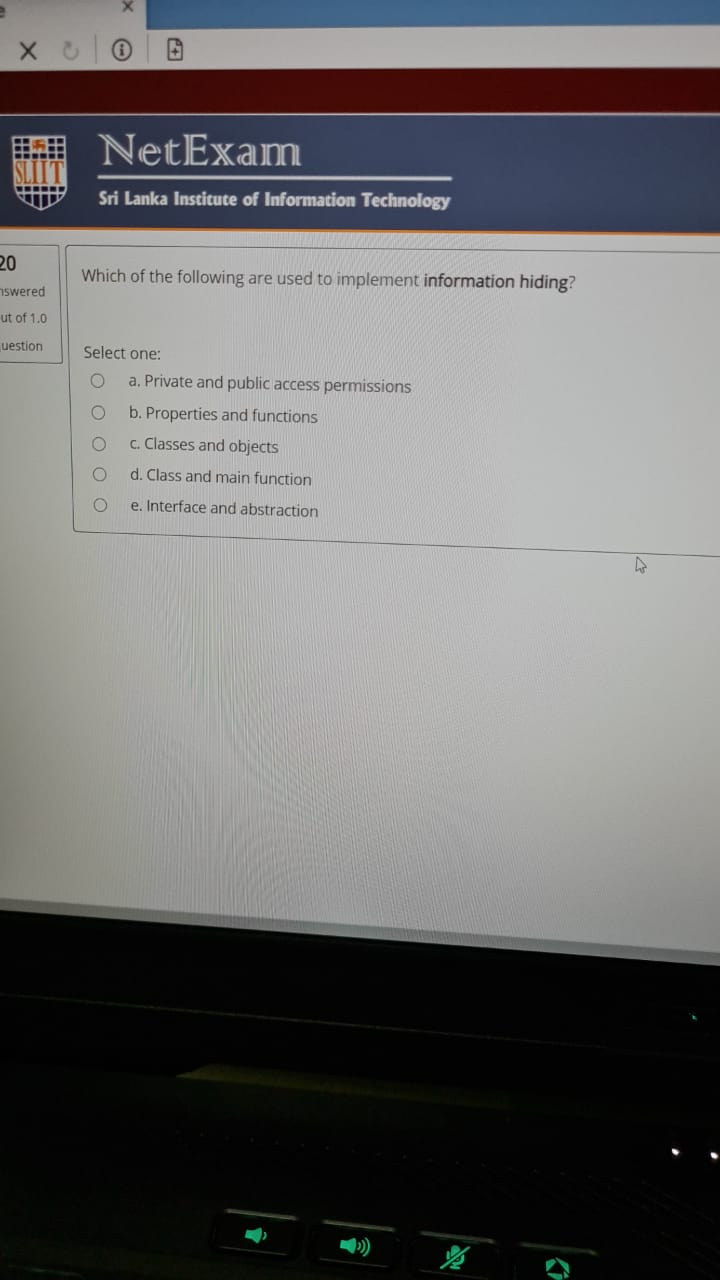 SLIIT
NetExam
Sri Lanka Institute of Information Technology
20
ut of 1.0
Which of the following are used to implement information hiding?
Select one:
a. Private and public access permissions
b. Properties and functions
c. Classes and objects
d. Class and main function
e. Interface and abstraction